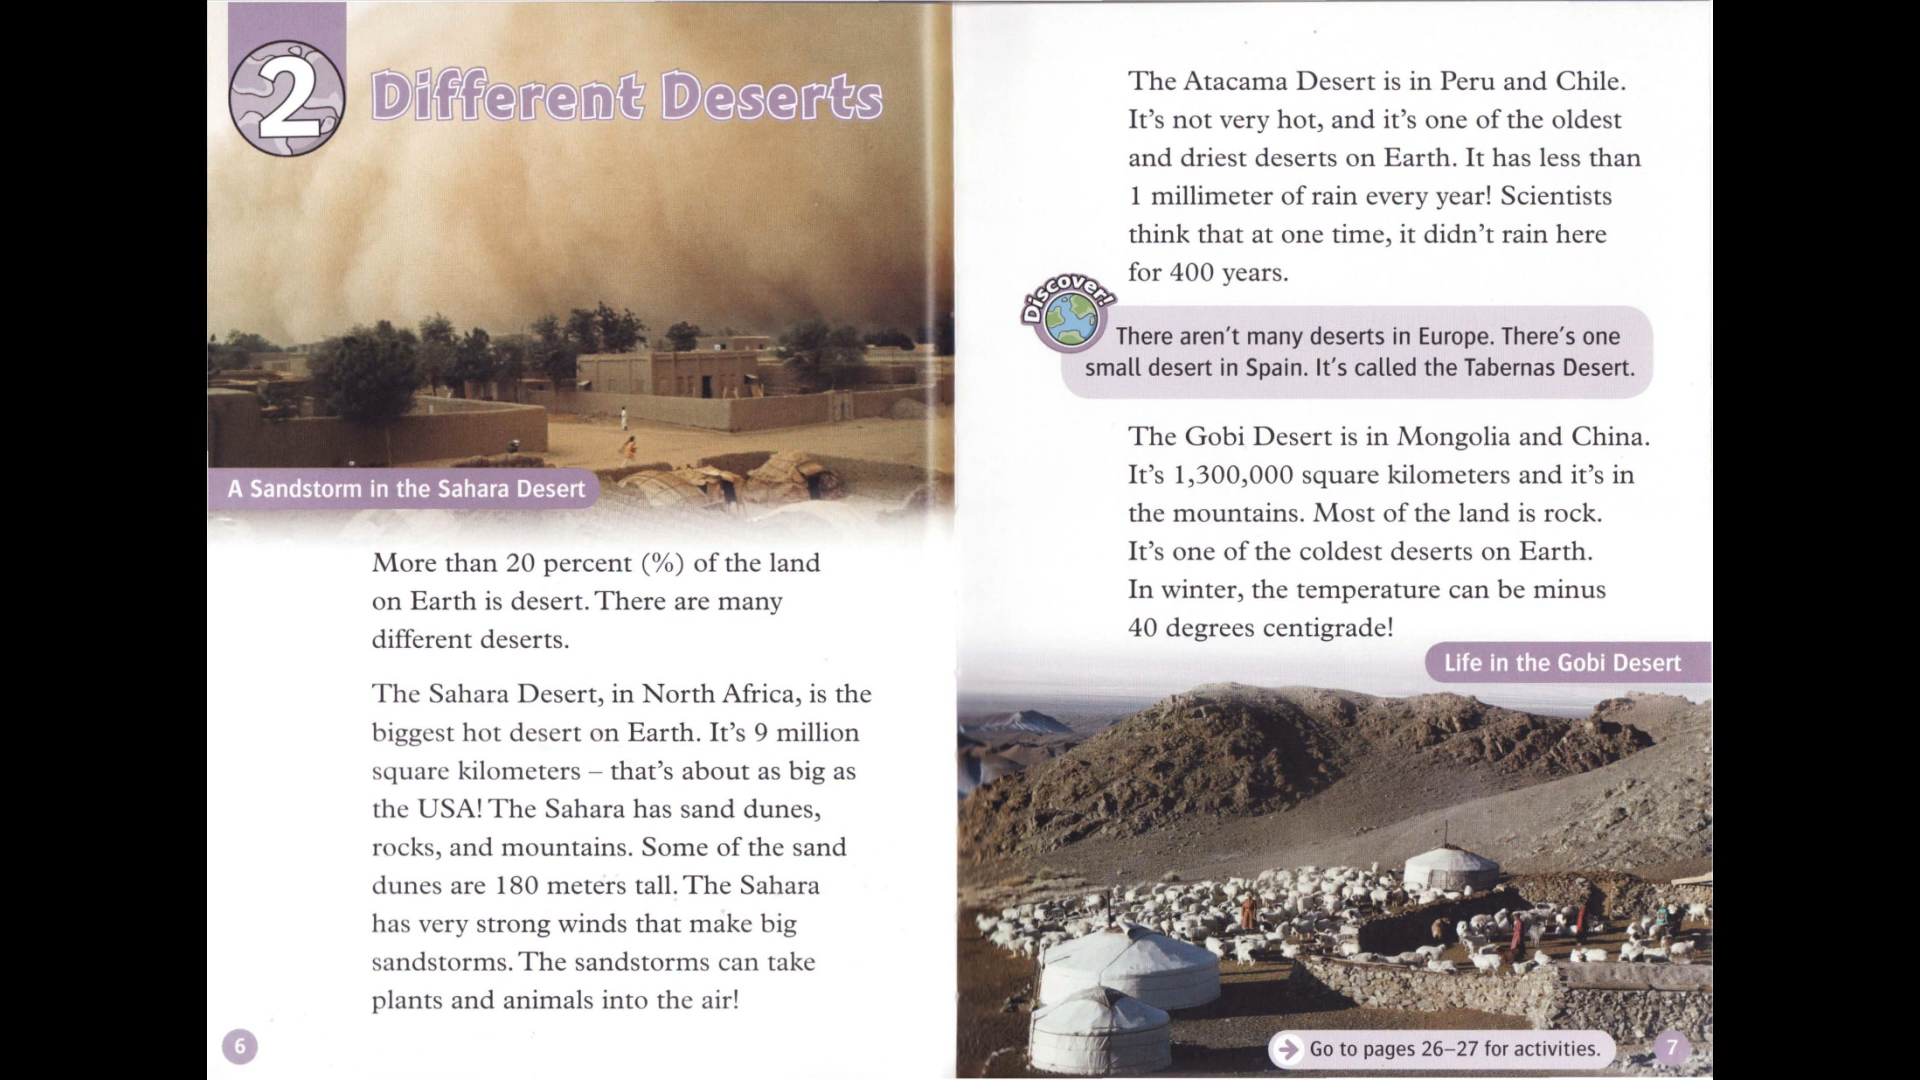 2
Different Deserts
A Sandstorm in the Sahara Desert
More than 20 percent (%) of the land
on Earth is desert. There are many
different deserts.
The Sahara Desert, in North Africa, is the
biggest hot desert on Earth. It's 9 million
square kilometers – that's about as big as
the USA! The Sahara has sand dunes,
rocks, and mountains. Some of the sand
dunes are 180 meters tall. The Sahara
has very strong winds that make big
sandstorms. The sandstorms can take
plants and animals into the air!
6
The Atacama Desert is in Peru and Chile.
It's not very hot, and it's one of the oldest
and driest deserts on Earth. It has less than
1 millimeter of rain every year! Scientists
think that at one time, it didn't rain here
for 400 years.
Discover!
There aren't many deserts in Europe. There's one
small desert in Spain. It's called the Tabernas Desert.
The Gobi Desert is in Mongolia and China.
It's 1,300,000 square kilometers and it's in
the mountains. Most of the land is rock.
It's one of the coldest deserts on Earth.
In winter, the temperature can be minus
40 degrees centigrade!
Life in the Gobi Desert
Go to pages 26–27 for activities.
7